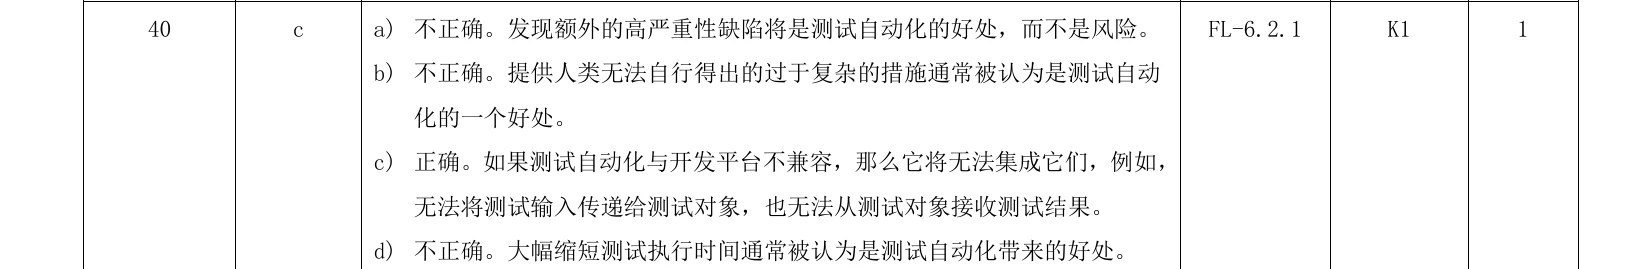 40 c a) 不正确。发现额外的高严重性缺陷将是测试自动化的好处，而不是风险。 FL-6.2.1 K1 1
b) 不正确。提供人类无法自行得出的过于复杂的措施通常被认为是测试自动
化的一个好处。
c) 正确。如果测试自动化与开发平台不兼容，那么它将无法集成它们，例如，
无法将测试输入传递给测试对象，也无法从测试对象接收测试结果。
d) 不正确。大幅缩短测试执行时间通常被认为是测试自动化带来的好处。